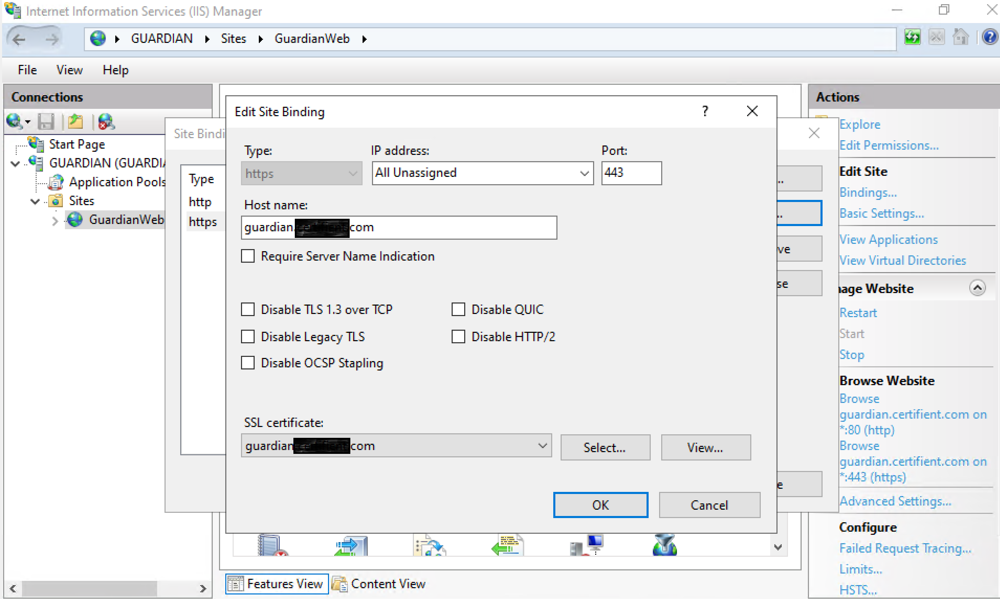 Internet Information Services (IIS) Manager
GUARDIAN Sites GuardianWeb
File View Help
Connections
Start Page
GUARDIAN (GUARDIA
Application Pools
Sites
GuardianWeb
Site Bindi
Type
http
https
Edit Site Binding
?
Type: IP address: Port:
https All Unassigned 443
Host name:
guardian. com
Require Server Name Indication
Disable TLS 1.3 over TCP Disable QUIC
Disable Legacy TLS Disable HTTP/2
Disable OCSP Stapling
SSL certificate:
guardian com
Select... View...
OK Cancel
..
..
ve
se
e
Features View Content View
Actions
Explore
Edit Permissions...
Edit Site
Bindings...
Basic Settings...
View Applications
View Virtual Directories
nage Website
Restart
Start
Stop
Browse Website
Browse
guardian.certifient.com on
*:80 (http)
Browse
guardian.certifient.com on
*:443 (https)
Advanced Settings...
Configure
Failed Request Tracing...
Limits...
HSTS...